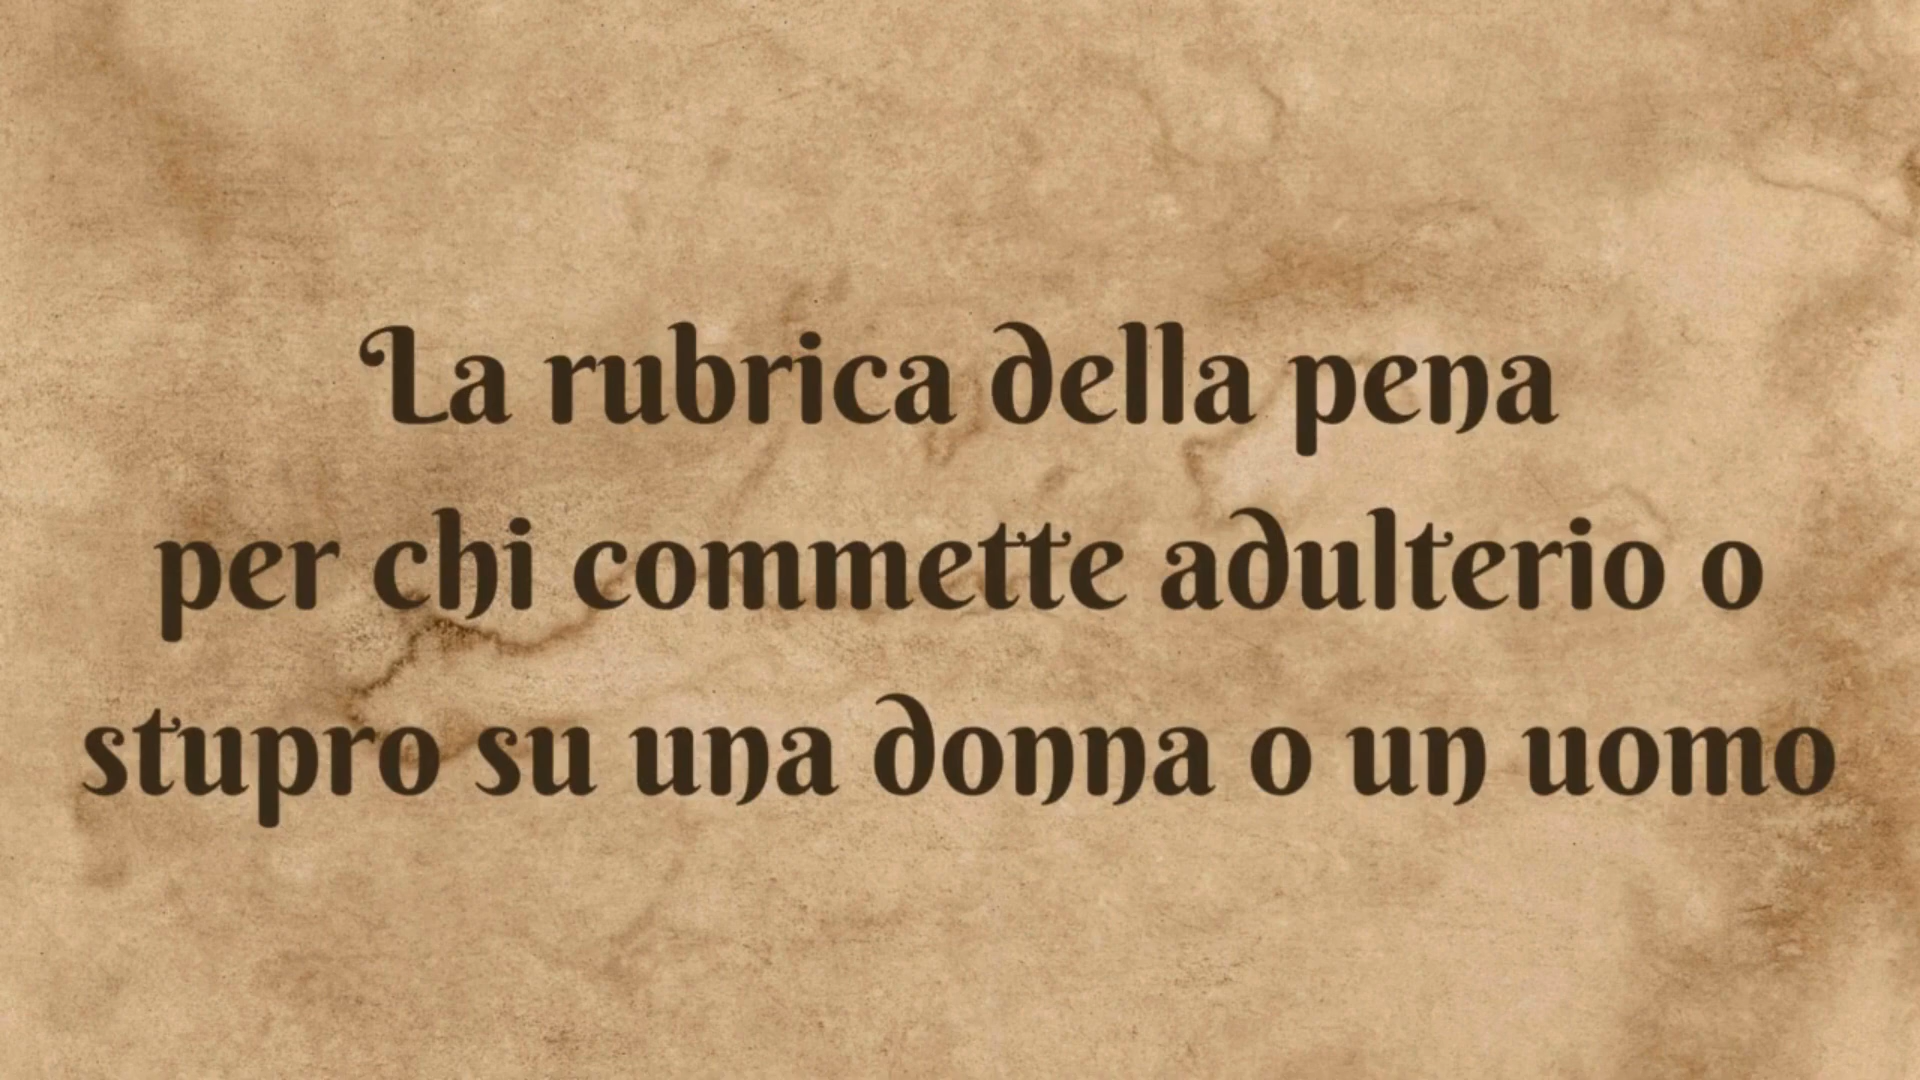 La rubrica della pena
per chi commette adulterio o
stupro su una donna o un uomo